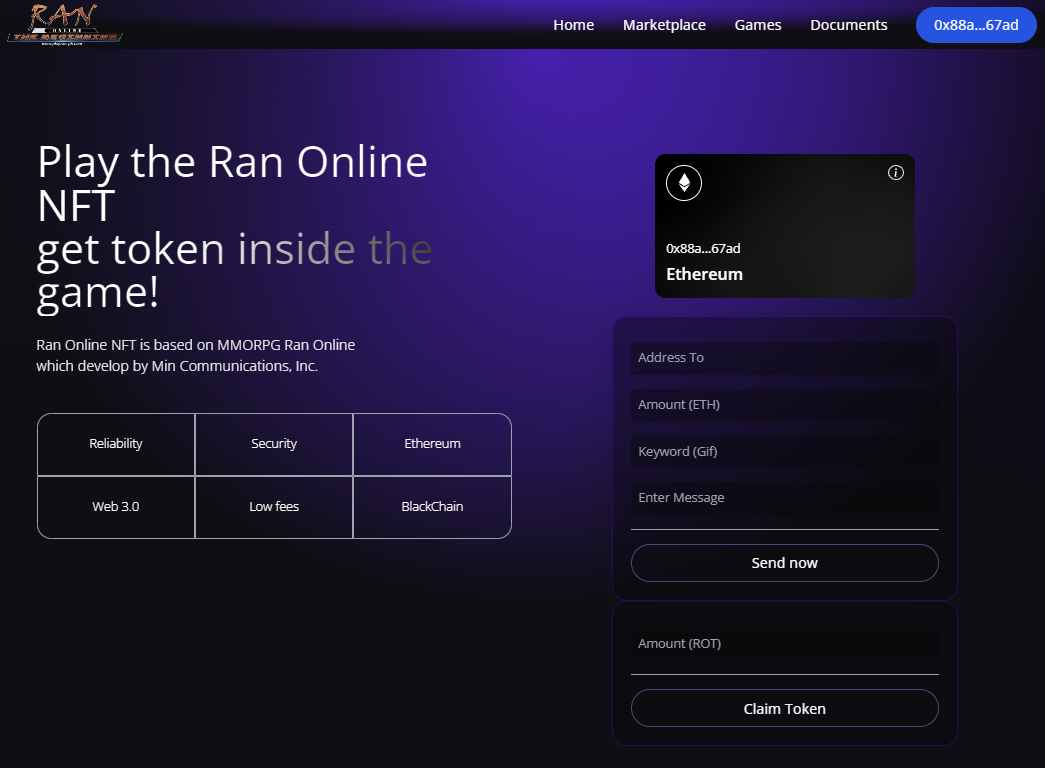 RAN
ONLINE
THE BEGINNING
Home
Marketplace
Games
Documents
0x88a...67ad
Play the Ran Online
NFT
get token inside the
game!
Ran Online NFT is based on MMORPG Ran Online
which develop by Min Communications, Inc.
Reliability
Security
Ethereum
Web 3.0
Low fees
BlackChain
0x88a...67ad
Ethereum
Address To
Amount (ETH)
Keyword (Gif)
Enter Message
Send now
Amount (ROT)
Claim Token